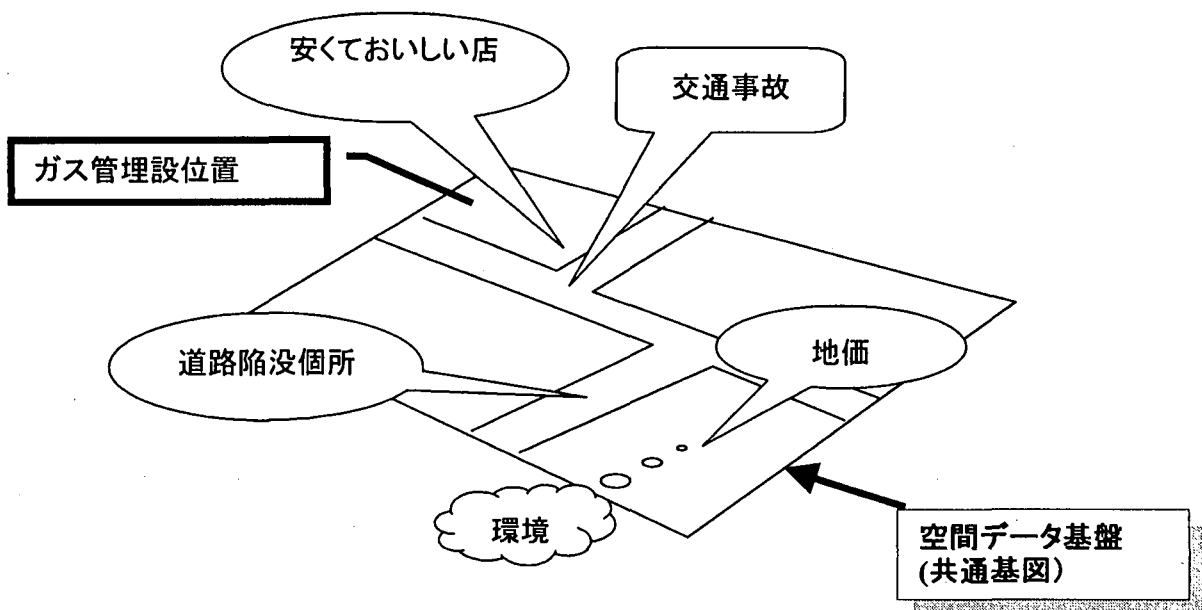 安くておいしい店
交通事故
ガス管埋設位置
道路陥没個所
地価
環境
空間データ基盤
(共通基図)